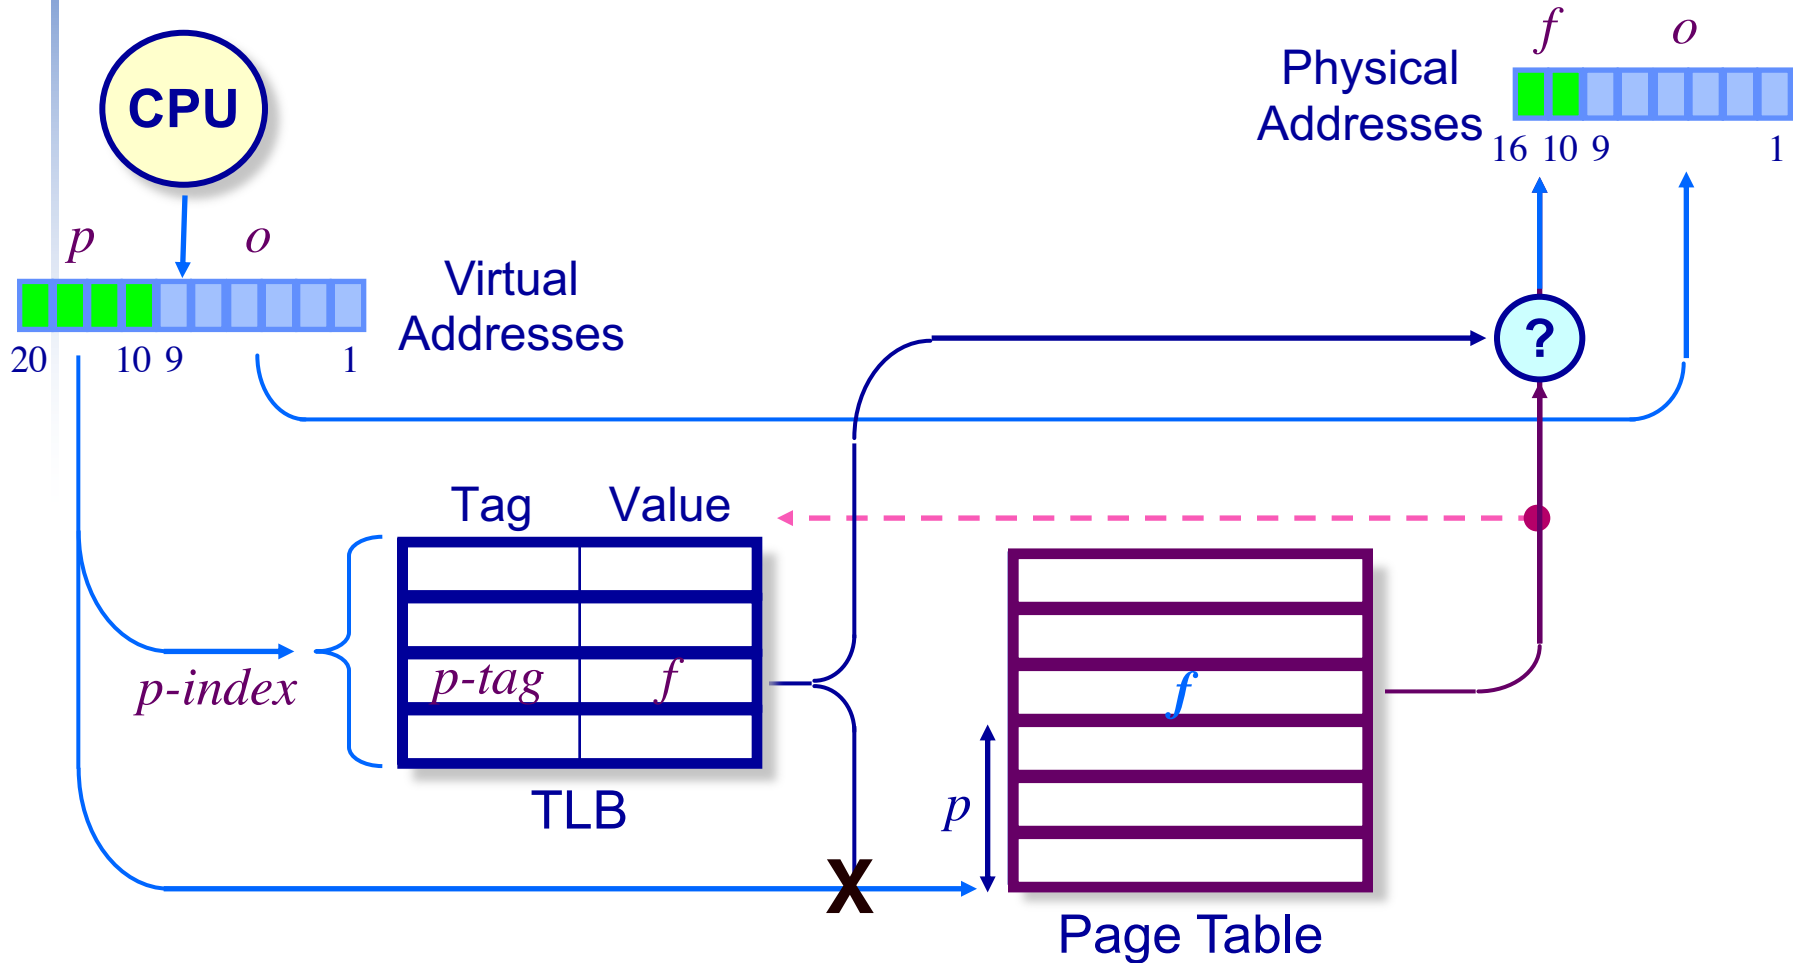 f o
Physical
Addresses
16 10 9 1
CPU
p o
Virtual
Addresses
20 10 9 1
?
Tag Value
p-index
p-tag f
f
TLB
p
X
Page Table